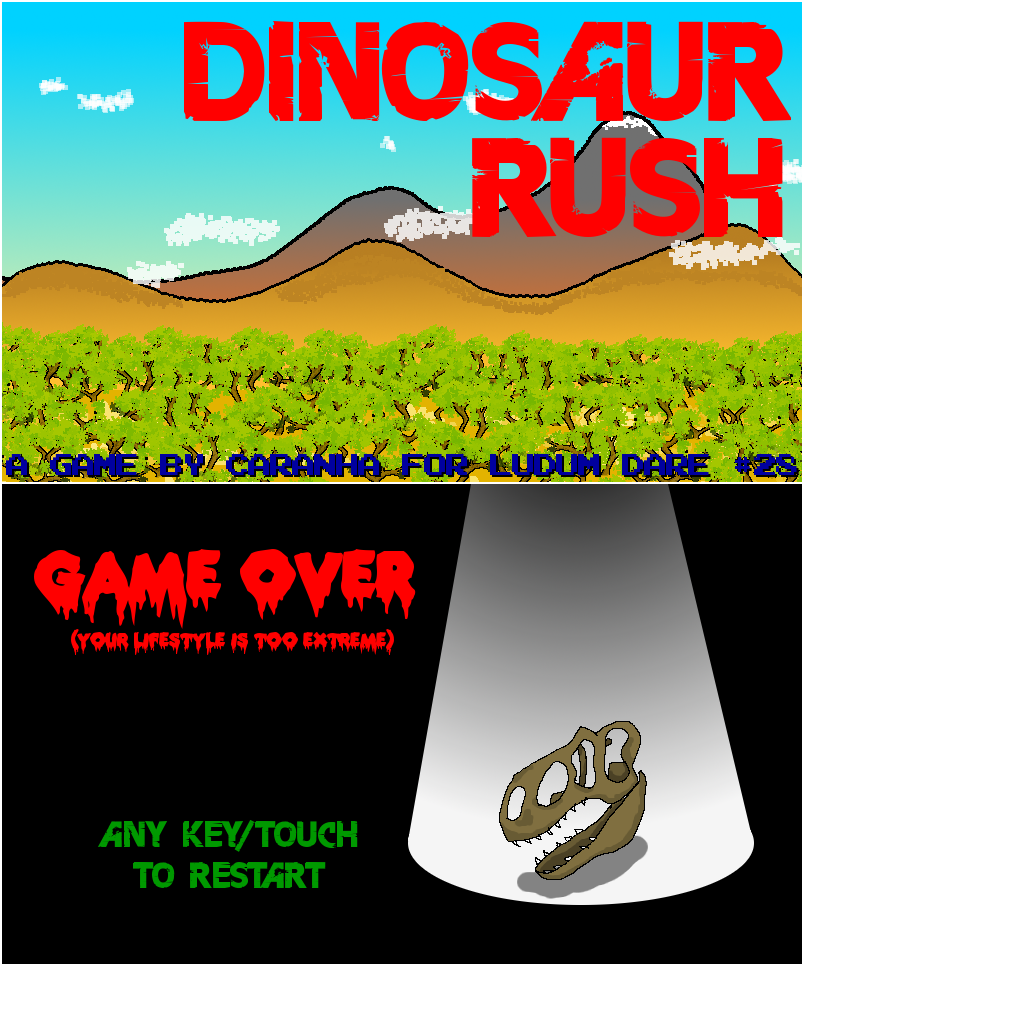 DINOSAUR
RUSH
A GAME BY CARANHA FOR LUDUM DARE #28
GAME OVER
(YOUR LIFESTYLE IS TOO EXTREME)
ANY KEY/TOUCH
TO RESTART